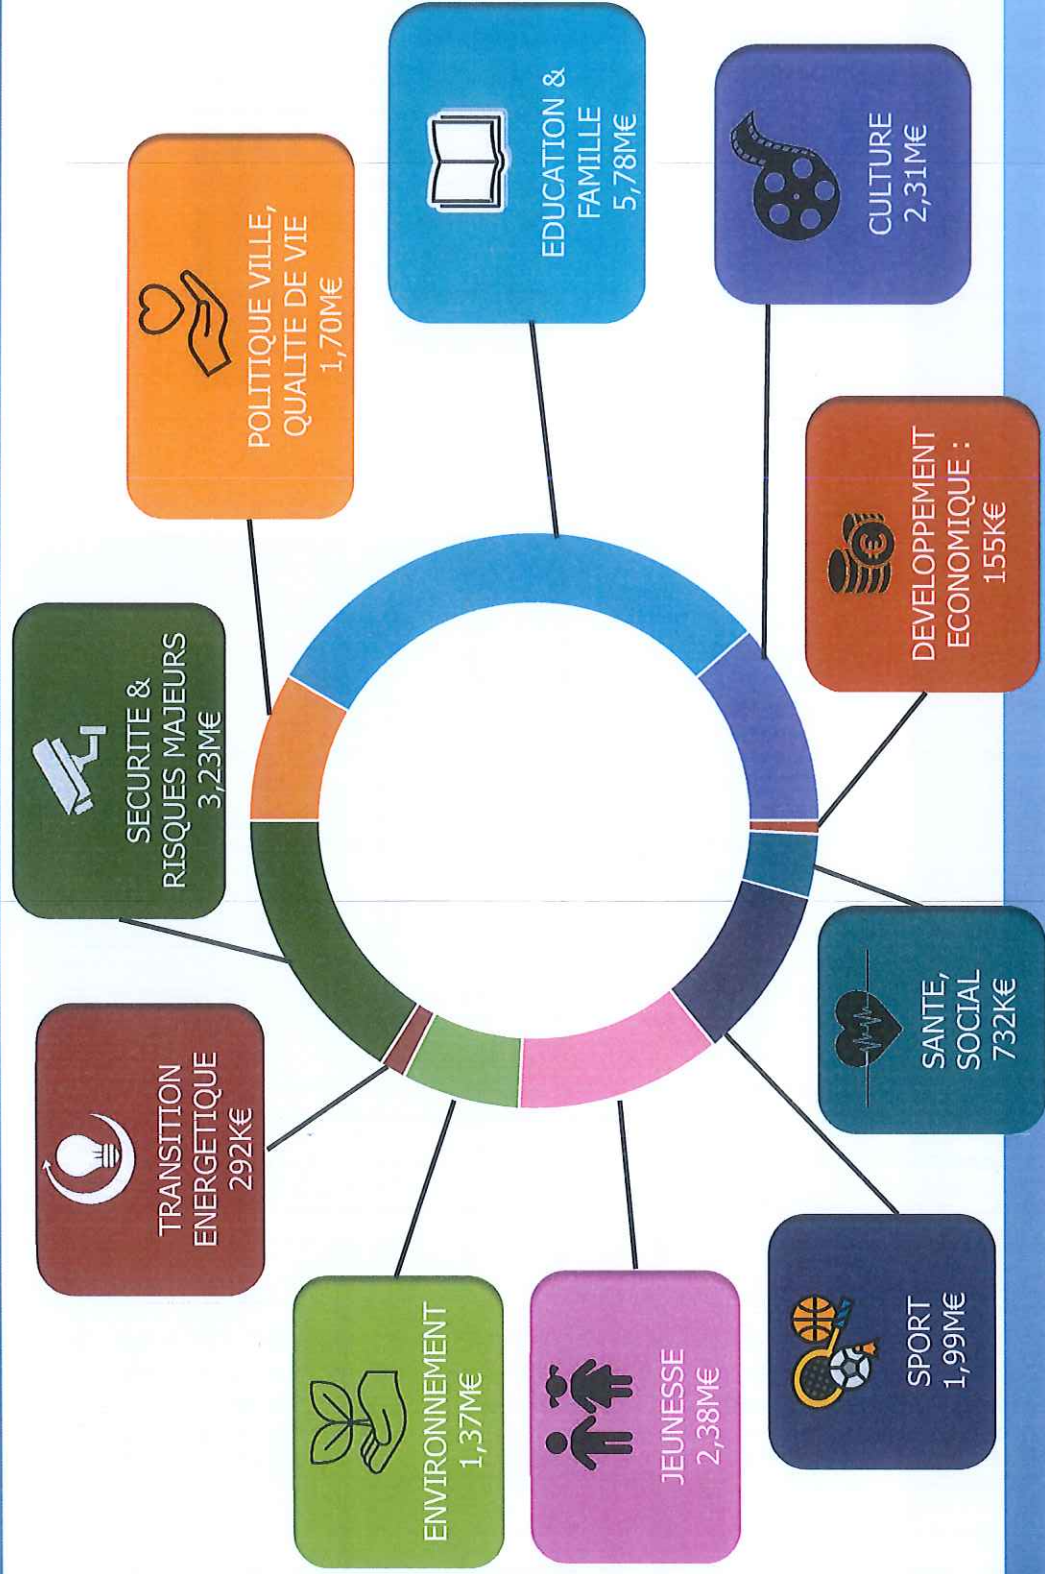 TRANSITION
ENERGETIQUE
292K€
SECURITE &
RISQUES MAJEURS
3,23M€
POLITIQUE VILLE,
QUALITE DE VIE
1,70M€
ENVIRONNEMENT
1,37M€
EDUCATION &
FAMILLE
5,78M€
JEUNESSE
2,38M€
SPORT
1,99M€
CULTURE
2,31M€
SANTE,
SOCIAL
732K€
DEVELOPPEMENT
ECONOMIQUE :
155K€